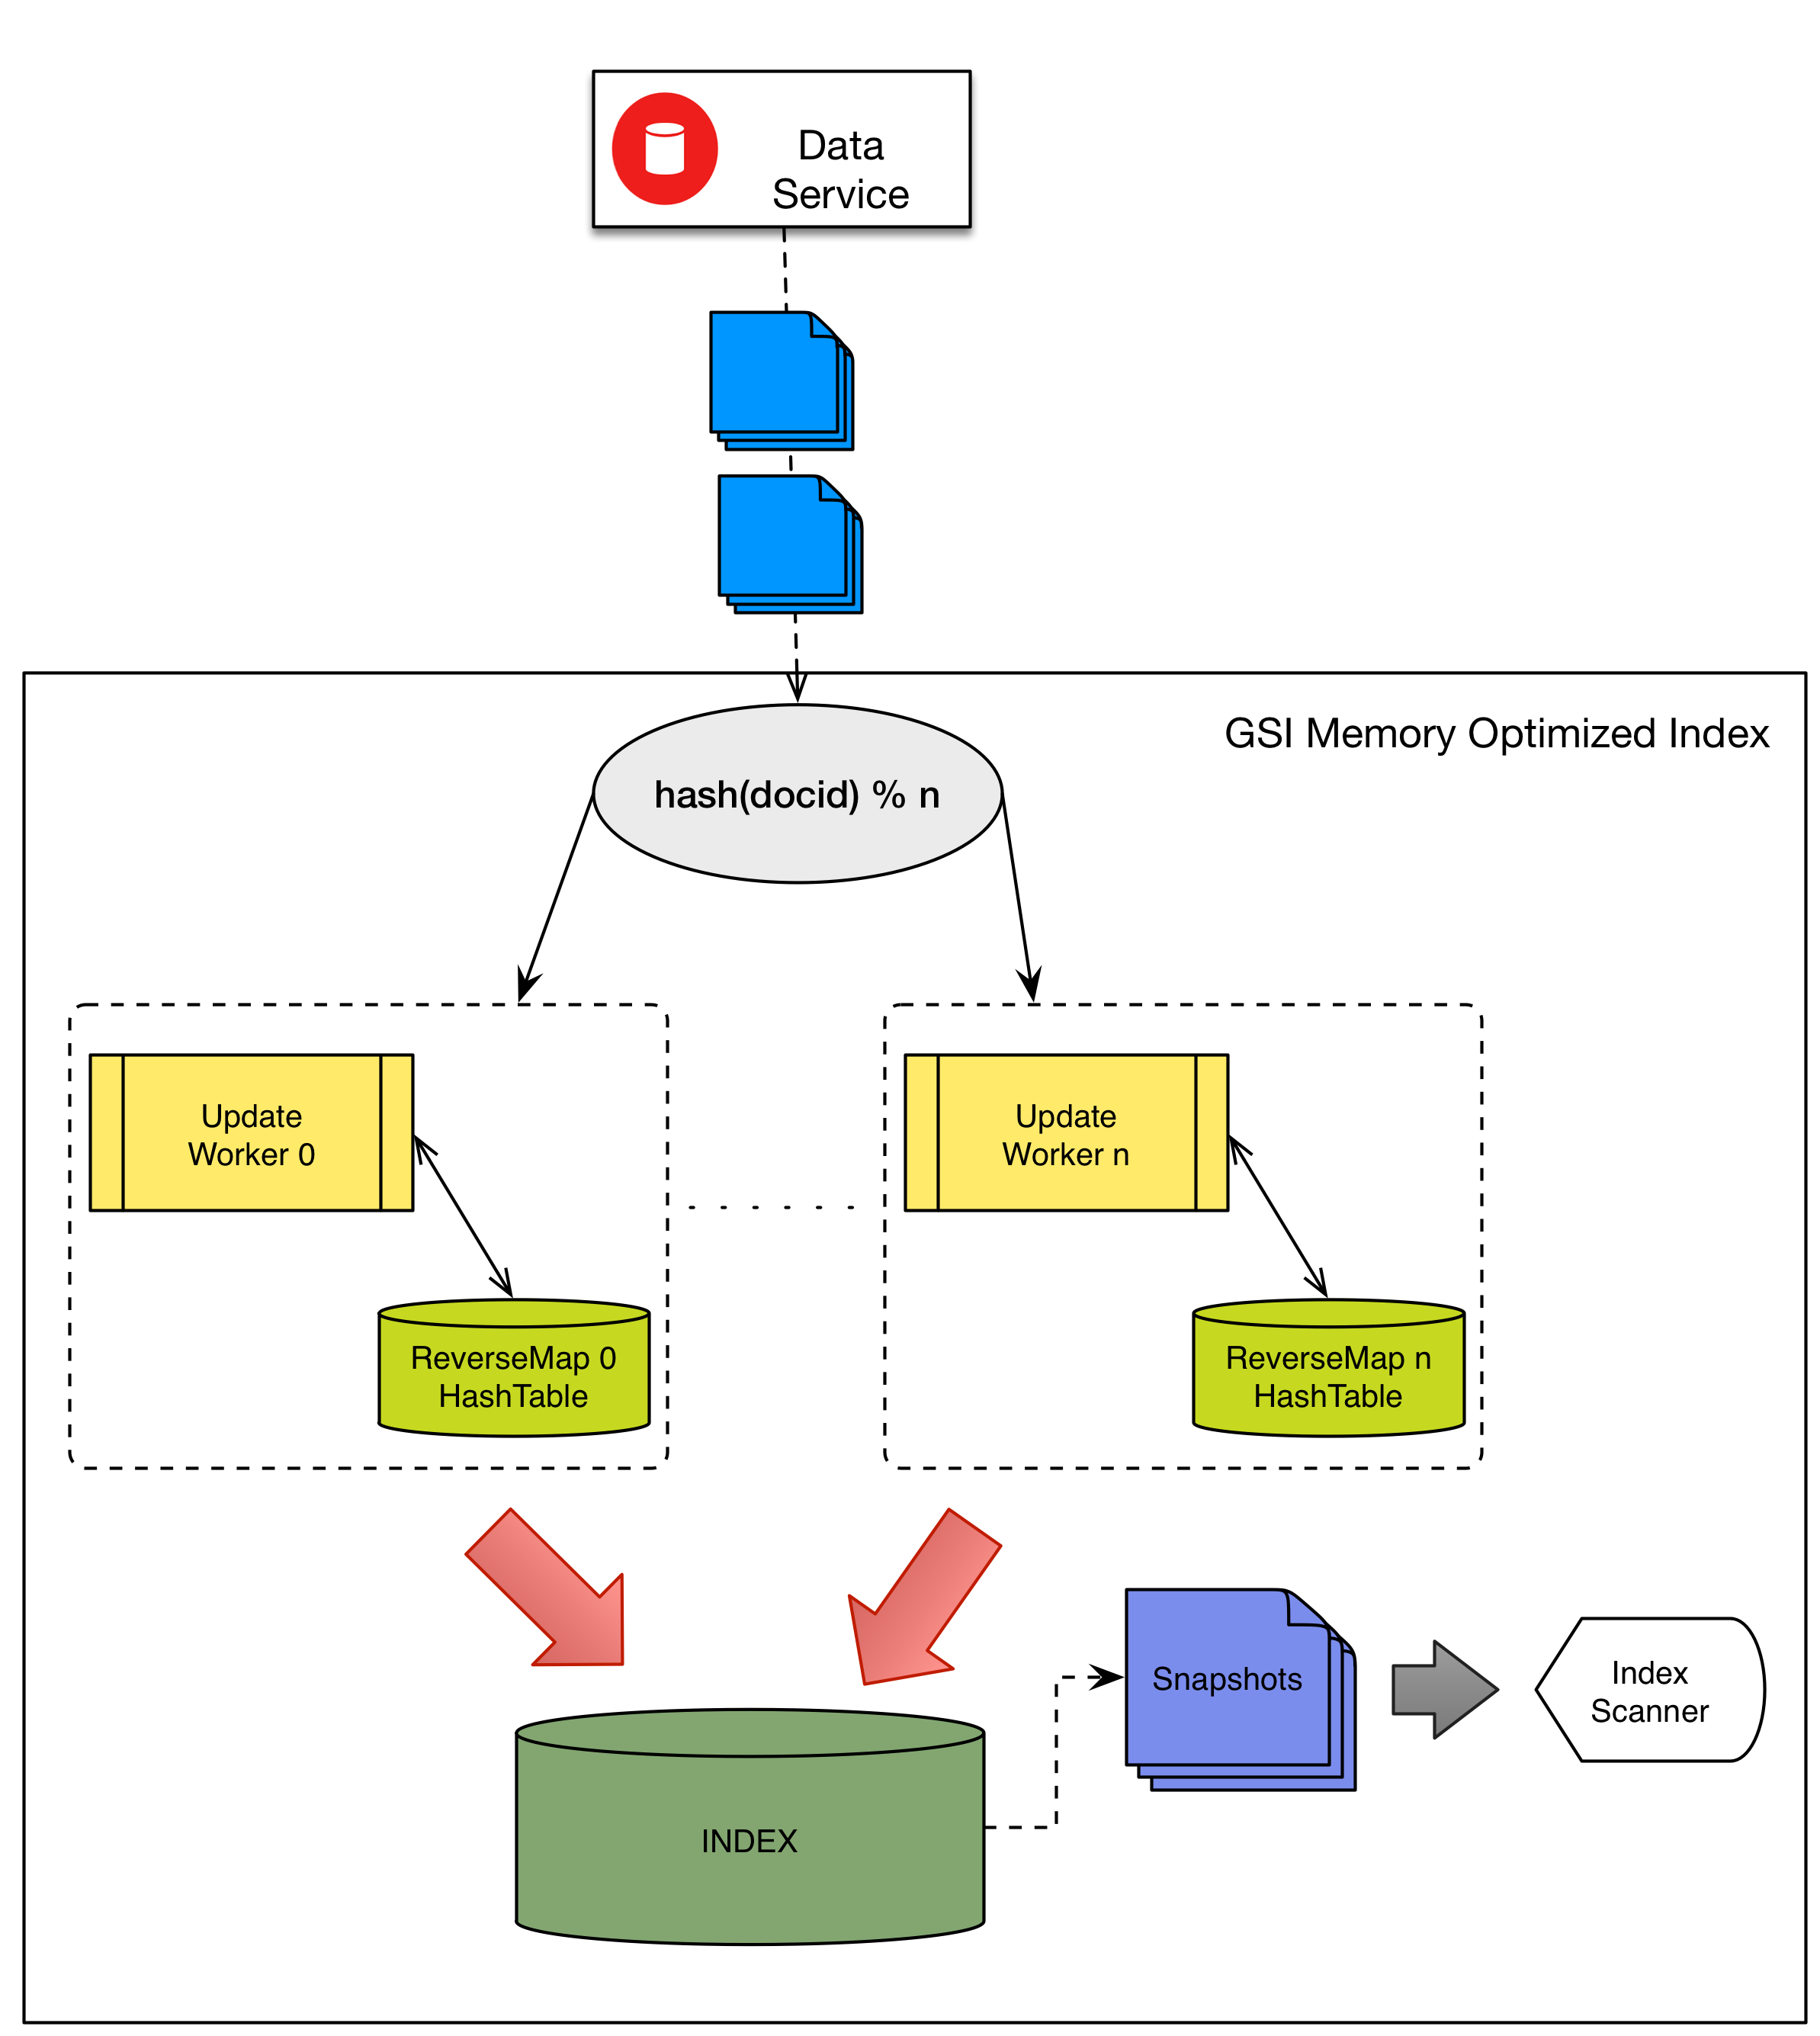 Data
Service
GSI Memory Optimized Index
hash(docid) % n
Update
Worker 0
Update
Worker n
ReverseMap 0
HashTable
ReverseMap n
HashTable
Snapshots
Index
Scanner
INDEX